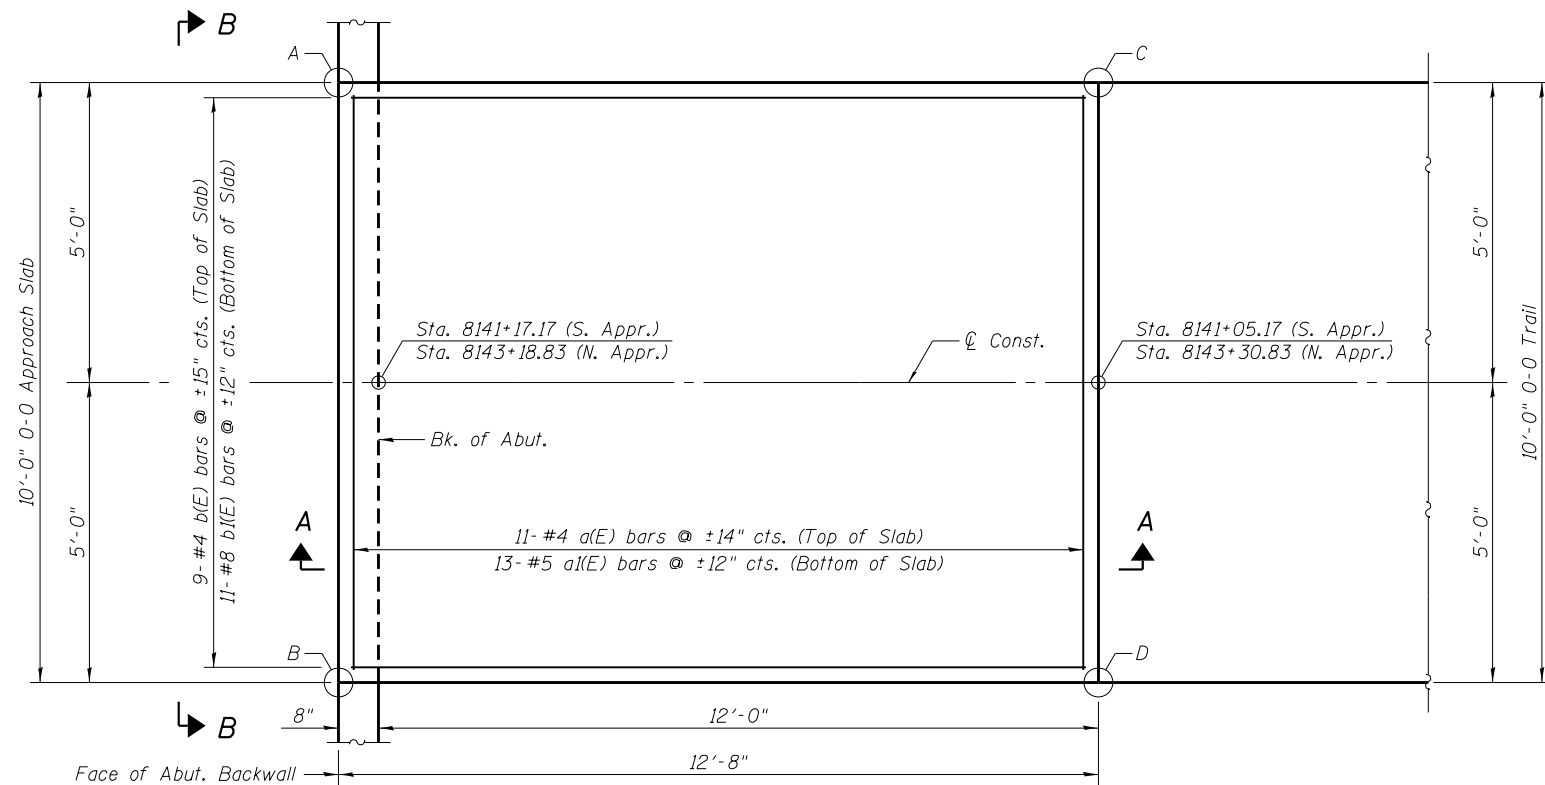 B
A
C
10'-0" O-O Approach Slab
5'-0"
5'-0"
9- #4 b(E) bars @ ±15" cts. (Top of Slab)
11- #8 b1(E) bars @ ±12" cts. (Bottom of Slab)
Sta. 8141+17.17 (S. Appr.)
Sta. 8143+18.83 (N. Appr.)
℄ Const.
Sta. 8141+05.17 (S. Appr.)
Sta. 8143+30.83 (N. Appr.)
5'-0"
5'-0"
10'-0" O-O Trail
Bk. of Abut.
A
A
11- #4 a(E) bars @ ±14" cts. (Top of Slab)
13- #5 a1(E) bars @ ±12" cts. (Bottom of Slab)
B
D
B
8"
12'-0"
12'-8"
Face of Abut. Backwall